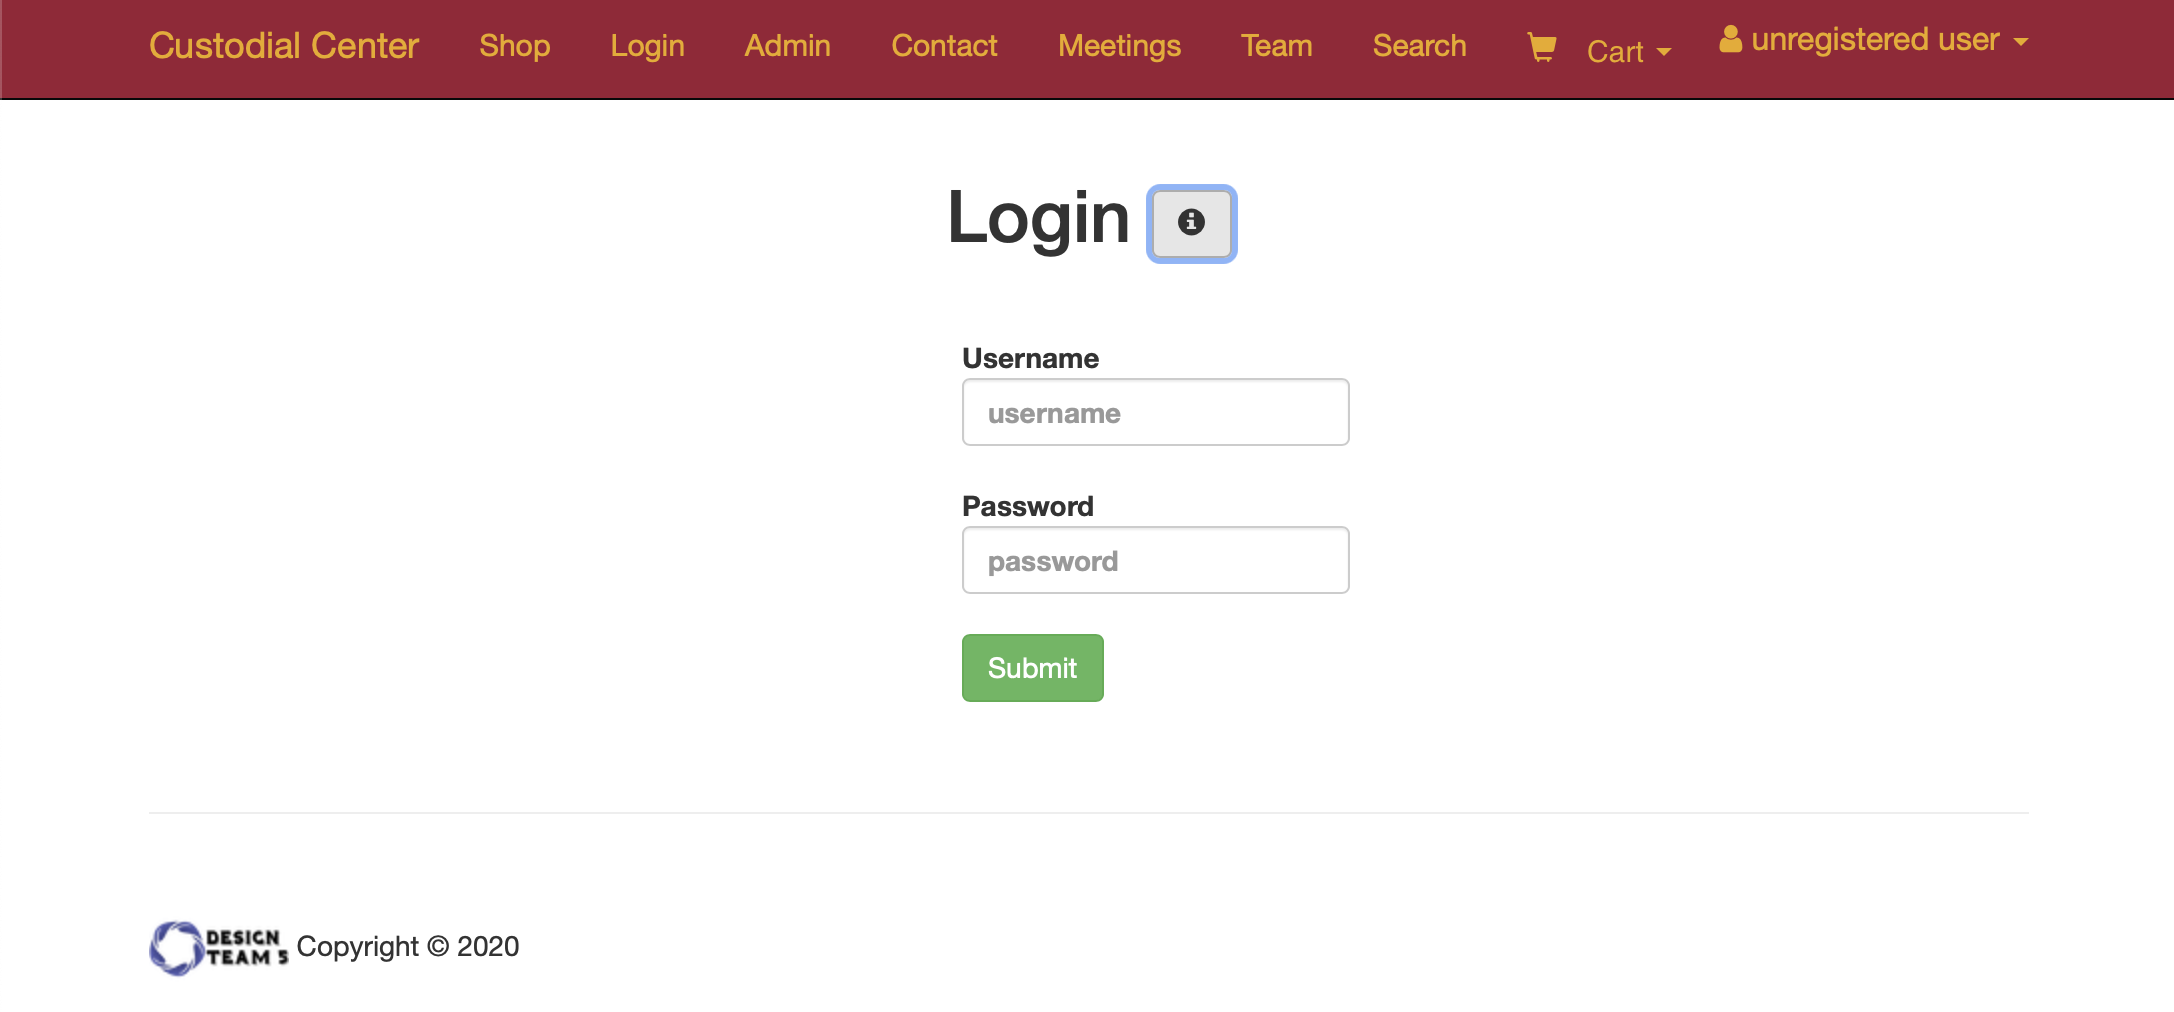 Custodial Center Shop Login Admin Contact Meetings Team Search Cart unregistered user
Login
Username
username
Password
password
Submit
DESIGN
TEAM 5
Copyright © 2020